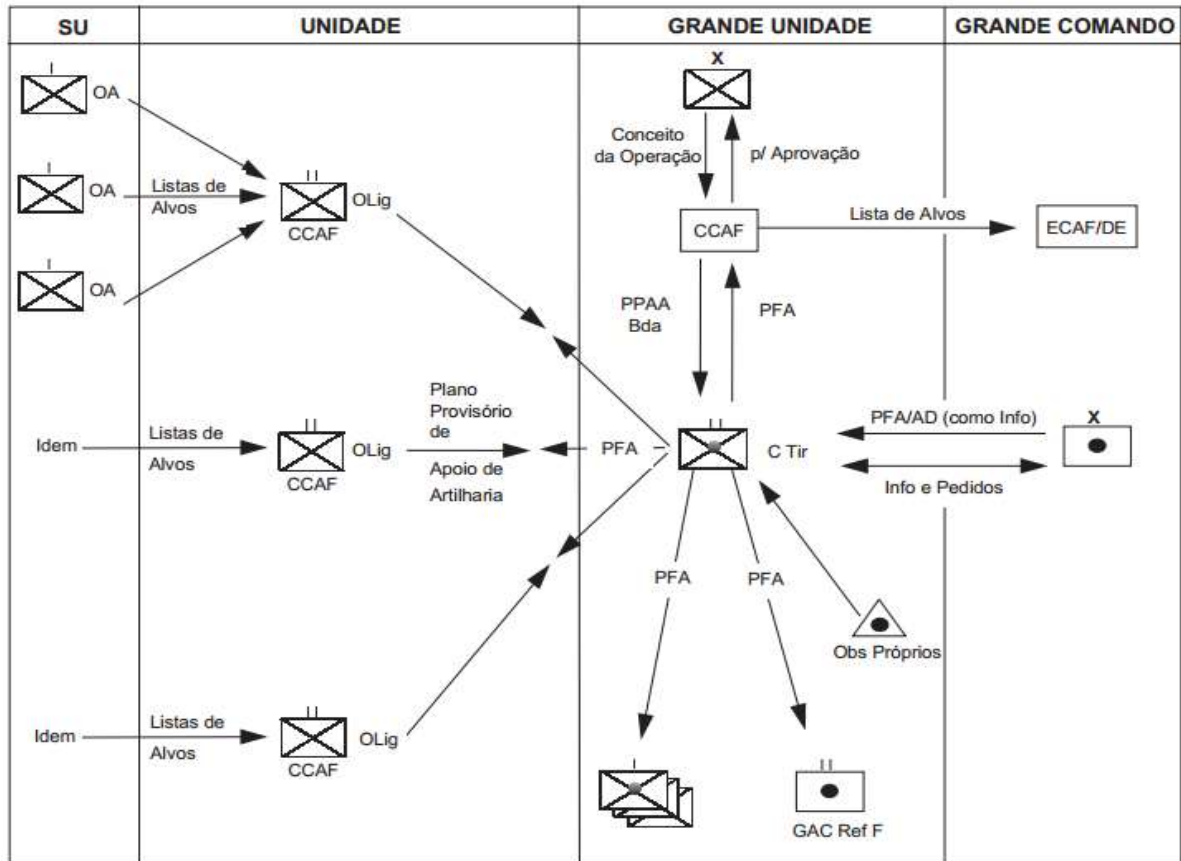 SU
UNIDADE
GRANDE UNIDADE
GRANDE COMANDO
I
OA
I
OA
I
OA
Listas de
Alvos
II
OLig
CCAF
X
Conceito
da Operação
p/ Aprovação
CCAF
Lista de Alvos
ECAF/DE
PPAA
Bda
PFA
Idem
Listas de
Alvos
II
OLig
CCAF
Plano
Provisório
de
Apoio de
Artilharia
PFA
II
C Tir
PFA/AD (como Info)
Info e Pedidos
X
PFA
PFA
Obs Próprios
Idem
Listas de
Alvos
II
OLig
CCAF
I
II
GAC Ref F